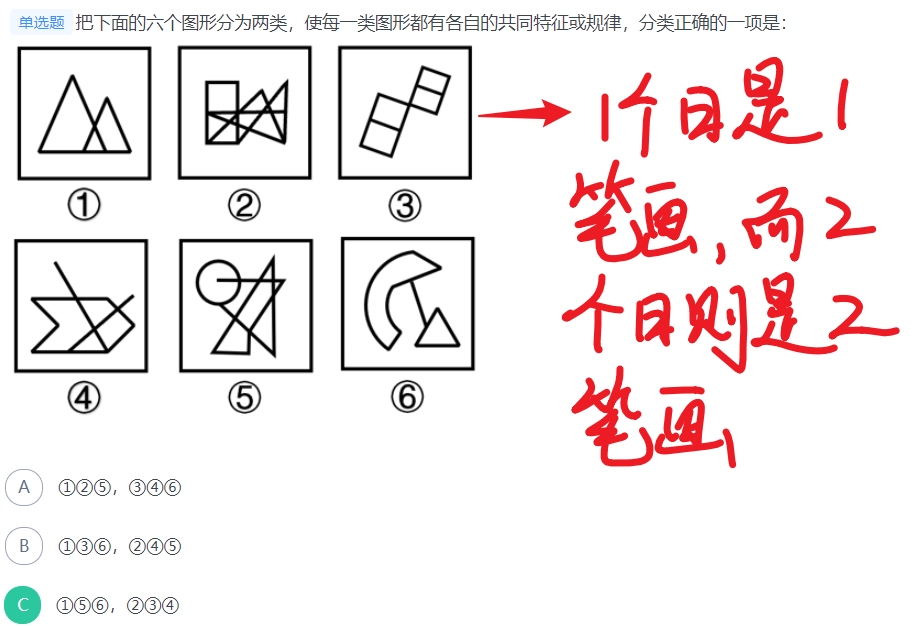 单选题 把下面的六个图形分为两类，使每一类图形都有各自的共同特征或规律，分类正确的一项是：
① ② ③
1个日是1
笔画，而2
个日则是2
笔画，
④ ⑤ ⑥
A ①②⑤，③④⑥
B ①③⑥，②④⑤
C ①⑤⑥，②③④